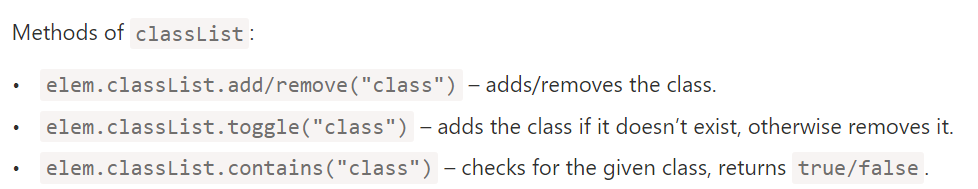 Methods of classList:
• elem.classList.add/remove("class") – adds/removes the class.
• elem.classList.toggle("class") – adds the class if it doesn’t exist, otherwise removes it.
• elem.classList.contains("class") – checks for the given class, returns true/false.